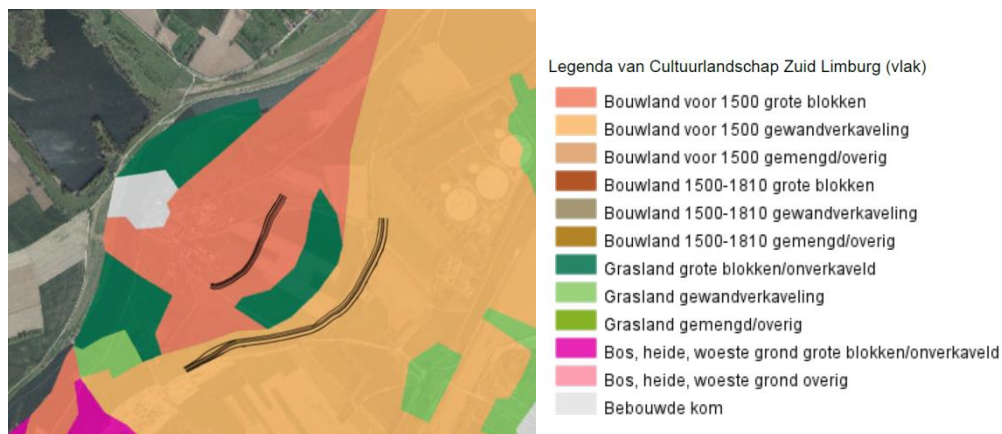 Legenda van Cultuurlandschap Zuid Limburg (vlak)
Bouwland voor 1500 grote blokken
Bouwland voor 1500 gewandverkaveling
Bouwland voor 1500 gemengd/overig
Bouwland 1500-1810 grote blokken
Bouwland 1500-1810 gewandverkaveling
Bouwland 1500-1810 gemengd/overig
Grasland grote blokken/onverkaveld
Grasland gewandverkaveling
Grasland gemengd/overig
Bos, heide, woeste grond grote blokken/onverkaveld
Bos, heide, woeste grond overig
Bebouwde kom